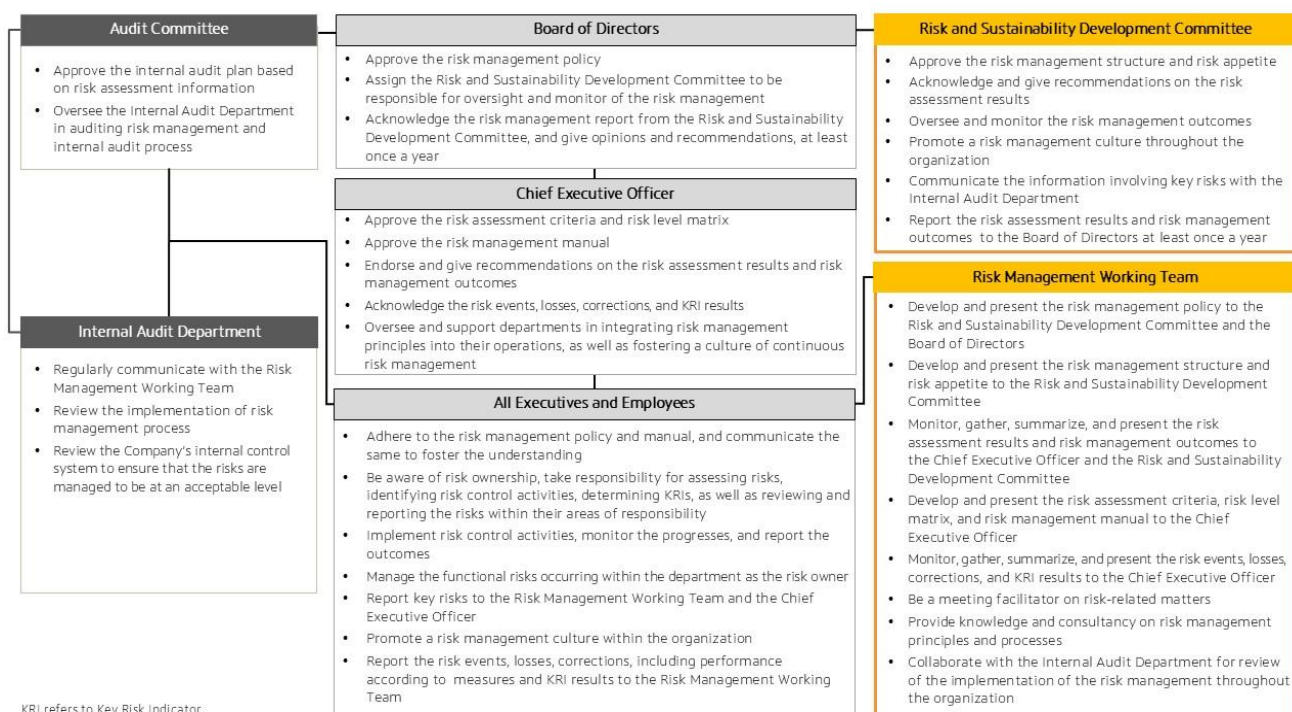 Audit Committee
• Approve the internal audit plan based
on risk assessment information
• Oversee the Internal Audit Department
in auditing risk management and
internal audit process
Board of Directors
• Approve the risk management policy
• Assign the Risk and Sustainability Development Committee to be
responsible for oversight and monitor of the risk management
• Acknowledge the risk management report from the Risk and Sustainability
Development Committee, and give opinions and recommendations, at least
once a year
Risk and Sustainability Development Committee
• Approve the risk management structure and risk appetite
• Acknowledge and give recommendations on the risk
assessment results
• Oversee and monitor the risk management outcomes
• Promote a risk management culture throughout the
organization
• Communicate the information involving key risks with the
Internal Audit Department
• Report the risk assessment results and risk management
outcomes to the Board of Directors at least once a year
Chief Executive Officer
• Approve the risk assessment criteria and risk level matrix
• Approve the risk management manual
• Endorse and give recommendations on the risk assessment results and risk
management outcomes
• Acknowledge the risk events, losses, corrections, and KRI results
• Oversee and support departments in integrating risk management
principles into their operations, as well as fostering a culture of continuous
risk management
Internal Audit Department
• Regularly communicate with the Risk
Management Working Team
• Review the implementation of risk
management process
• Review the Company's internal control
system to ensure that the risks are
managed to be at an acceptable level
All Executives and Employees
• Adhere to the risk management policy and manual, and communicate the
same to foster the understanding
• Be aware of risk ownership, take responsibility for assessing risks,
identifying risk control activities, determining KRIs, as well as reviewing and
reporting the risks within their areas of responsibility
• Implement risk control activities, monitor the progresses, and report the
outcomes
• Manage the functional risks occurring within the department as the risk owner
• Report key risks to the Risk Management Working Team and the Chief
Executive Officer
• Promote a risk management culture within the organization
• Report the risk events, losses, corrections, including performance
according to measures and KRI results to the Risk Management Working
Team
Risk Management Working Team
• Develop and present the risk management policy to the
Risk and Sustainability Development Committee and the
Board of Directors
• Develop and present the risk management structure and
risk appetite to the Risk and Sustainability Development
Committee
• Monitor, gather, summarize, and present the risk
assessment results and risk management outcomes to
the Chief Executive Officer and the Risk and Sustainability
Development Committee
• Develop and present the risk assessment criteria, risk level
matrix, and risk management manual to the Chief
Executive Officer
• Monitor, gather, summarize, and present the risk events, losses,
corrections, and KRI results to the Chief Executive Officer
• Be a meeting facilitator on risk-related matters
• Provide knowledge and consultancy on risk management
principles and processes
• Collaborate with the Internal Audit Department for review
of the implementation of the risk management throughout
the organization
KRI refers to Key Risk Indicator